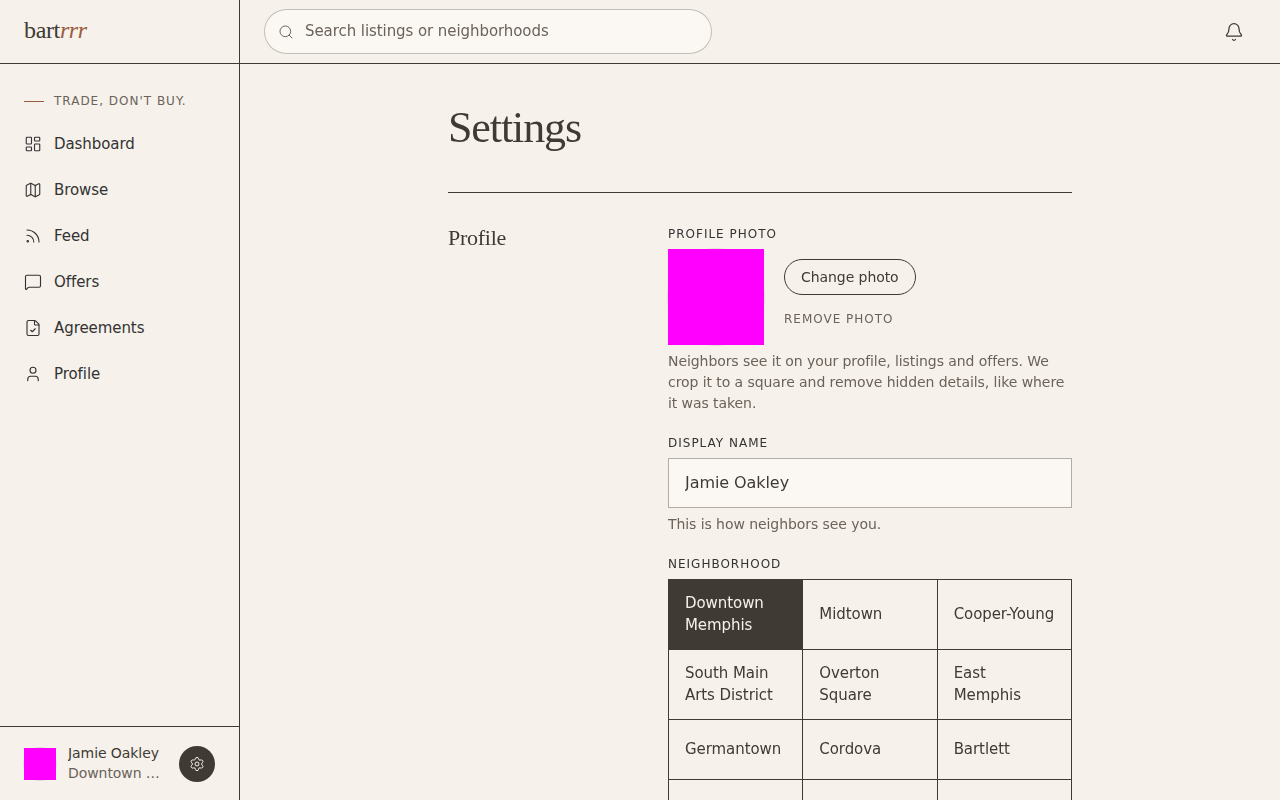 bartrrr
Search listings or neighborhoods
TRADE, DON'T BUY.
Dashboard
Browse
Feed
Offers
Agreements
Profile
Jamie Oakley
Downtown ...
Settings
Profile
PROFILE PHOTO
Change photo
REMOVE PHOTO
Neighbors see it on your profile, listings and offers. We
crop it to a square and remove hidden details, like where
it was taken.
DISPLAY NAME
Jamie Oakley
This is how neighbors see you.
NEIGHBORHOOD
Downtown
Memphis
Midtown
Cooper-Young
South Main
Arts District
Overton
Square
East
Memphis
Germantown
Cordova
Bartlett